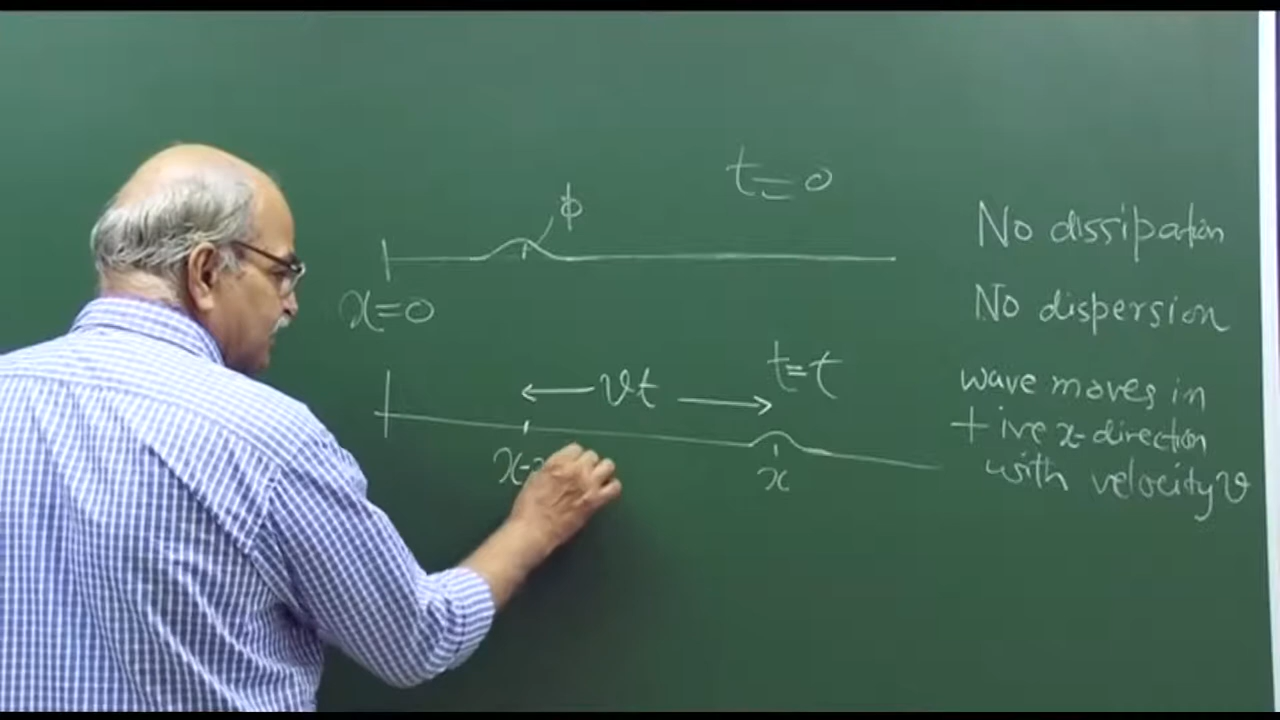 t=0
ϕ
x=0
No dissipation
No dispersion
wave moves in
+ive x-direction
with velocity v
t=t
vt
x-
x